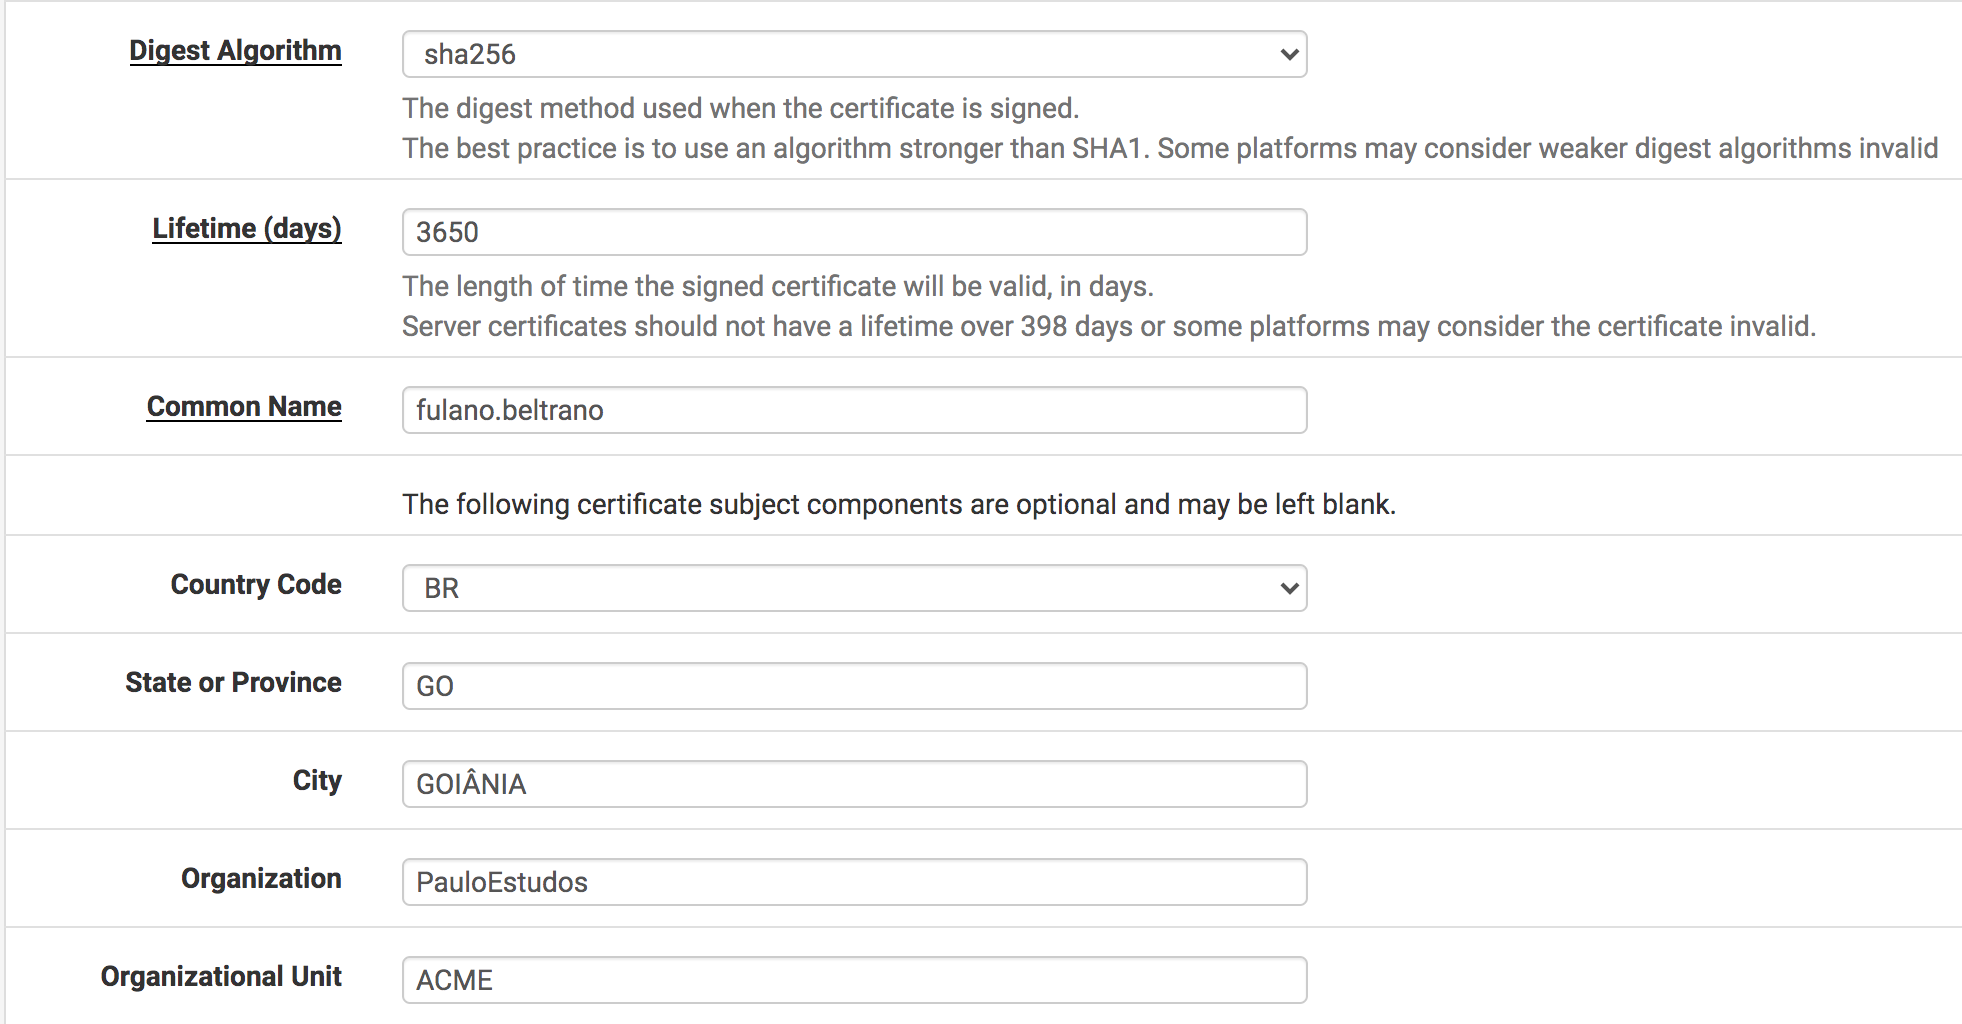 Digest Algorithm
sha256
The digest method used when the certificate is signed.
The best practice is to use an algorithm stronger than SHA1. Some platforms may consider weaker digest algorithms invalid
Lifetime (days)
3650
The length of time the signed certificate will be valid, in days.
Server certificates should not have a lifetime over 398 days or some platforms may consider the certificate invalid.
Common Name
fulano.beltrano
The following certificate subject components are optional and may be left blank.
Country Code
BR
State or Province
GO
City
GOIÂNIA
Organization
PauloEstudos
Organizational Unit
ACME